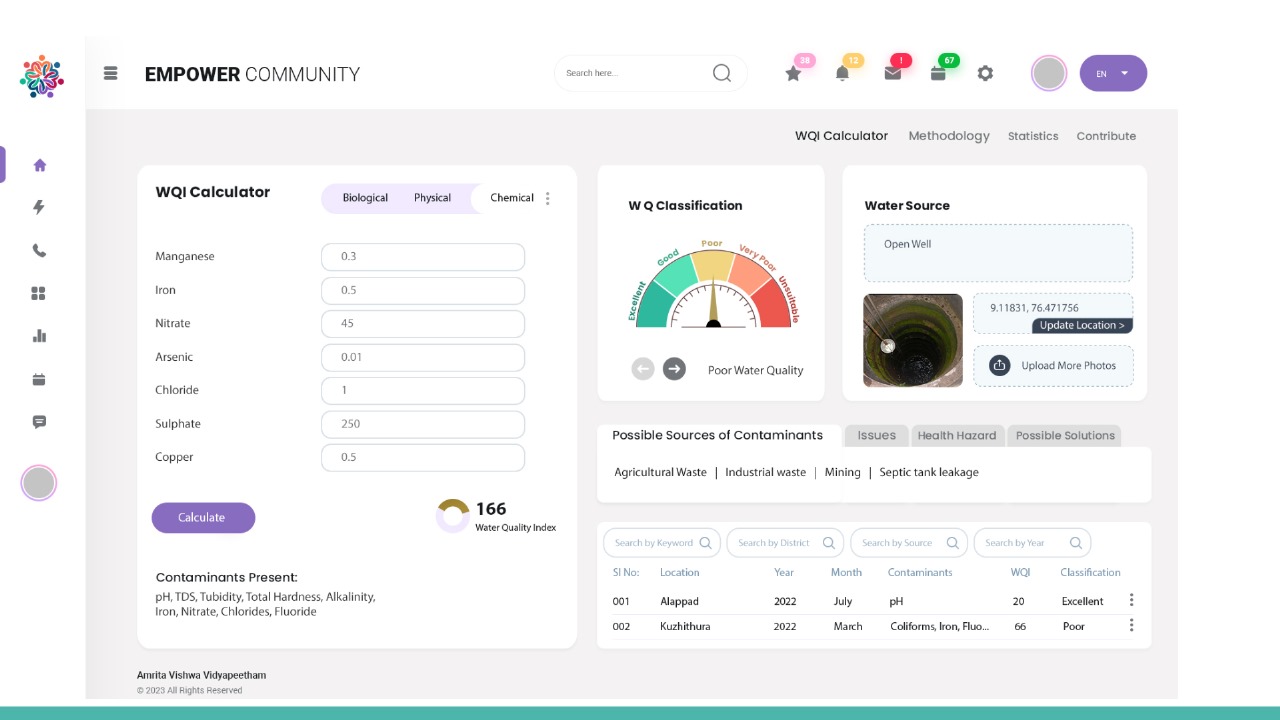 EMPOWER COMMUNITY
Search here...
38
12
!
67
EN
WQI Calculator Methodology Statistics Contribute
WQI Calculator
Biological Physical Chemical
Manganese 0.3
Iron 0.5
Nitrate 45
Arsenic 0.01
Chloride 1
Sulphate 250
Copper 0.5
Calculate
166
Water Quality Index
Contaminants Present:
pH, TDS, Tubidity, Total Hardness, Alkalinity,
Iron, Nitrate, Chlorides, Fluoride
W Q Classification
Excellent
Good
Poor
Very Poor
Unsuitable
Poor Water Quality
Water Source
Open Well
9.11831, 76.471756
Update Location >
Upload More Photos
Possible Sources of Contaminants Issues Health Hazard Possible Solutions
Agricultural Waste | Industrial waste | Mining | Septic tank leakage
Search by Keyword Search by District Search by Source Search by Year
SI No: Location Year Month Contaminants WQI Classification
001 Alappad 2022 July pH 20 Excellent
002 Kuzhithura 2022 March Coliforms, Iron, Fluo... 66 Poor
Amrita Vishwa Vidyapeetham
© 2023 All Rights Reserved